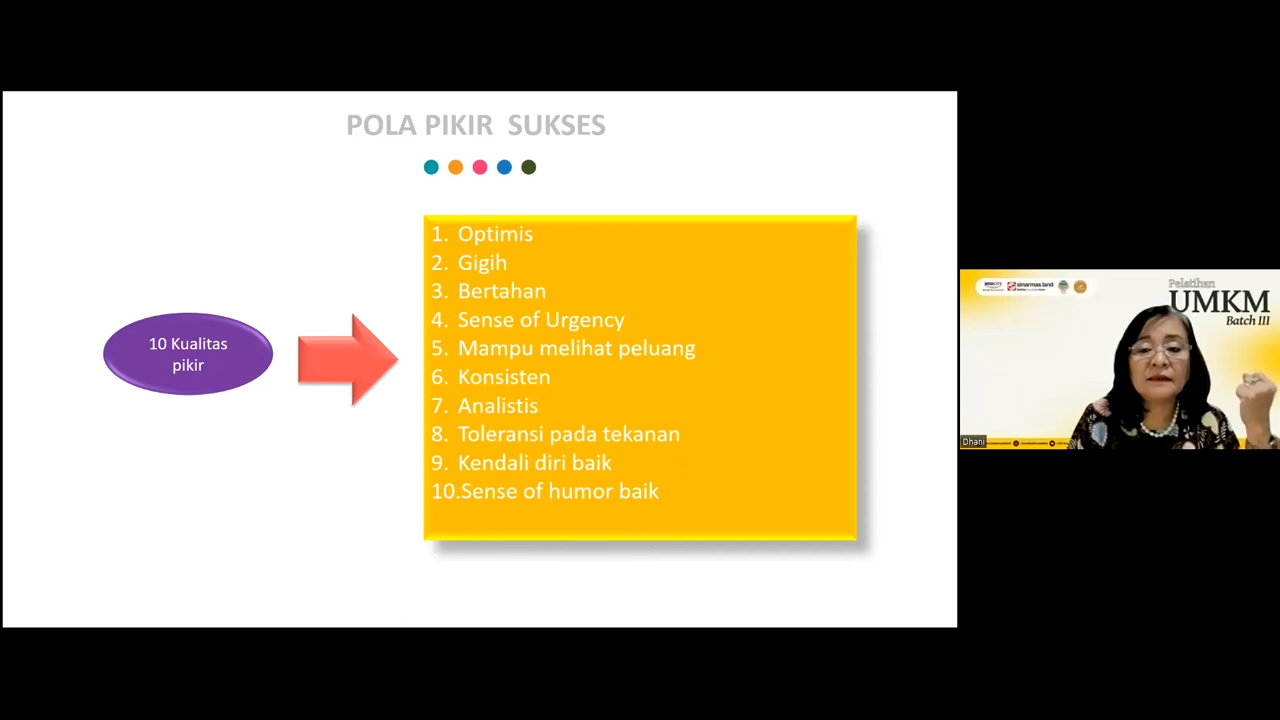 POLA PIKIR SUKSES
10 Kualitas
pikir
1. Optimis
2. Gigih
3. Bertahan
4. Sense of Urgency
5. Mampu melihat peluang
6. Konsisten
7. Analistis
8. Toleransi pada tekanan
9. Kendali diri baik
10.Sense of humor baik
sinarmas land
Pelatihan
UMKM
Batch III
Dhani